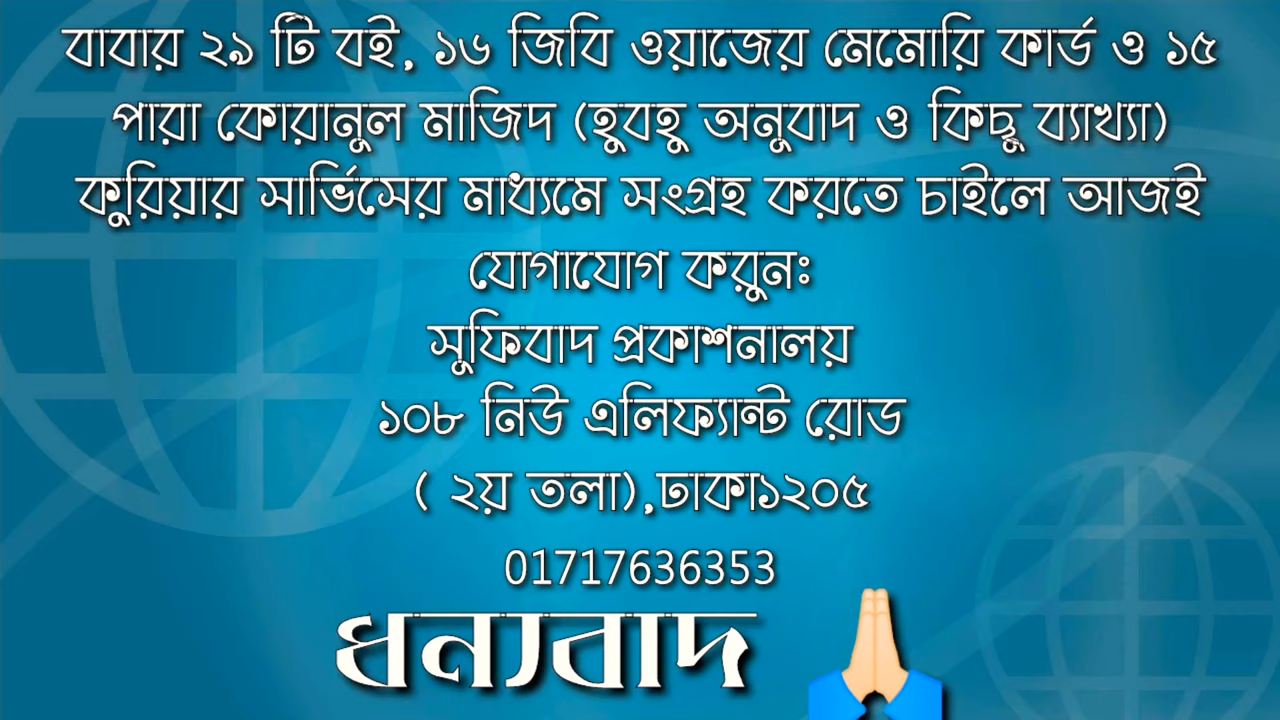 বাবার ২৯ টি বই, ১৬ জিবি ওয়াজের মেমোরি কার্ড ও ১৫
পারা কোরানুল মাজিদ (হুবহু অনুবাদ ও কিছু ব্যাখ্যা)
কুরিয়ার সার্ভিসের মাধ্যমে সংগ্রহ করতে চাইলে আজই
যোগাযোগ করুনঃ
সুফিবাদ প্রকাশনালয়
১০৮ নিউ এলিফ্যান্ট রোড
( ২য় তলা),ঢাকা১২০৫
01717636353
ধন্যবাদ